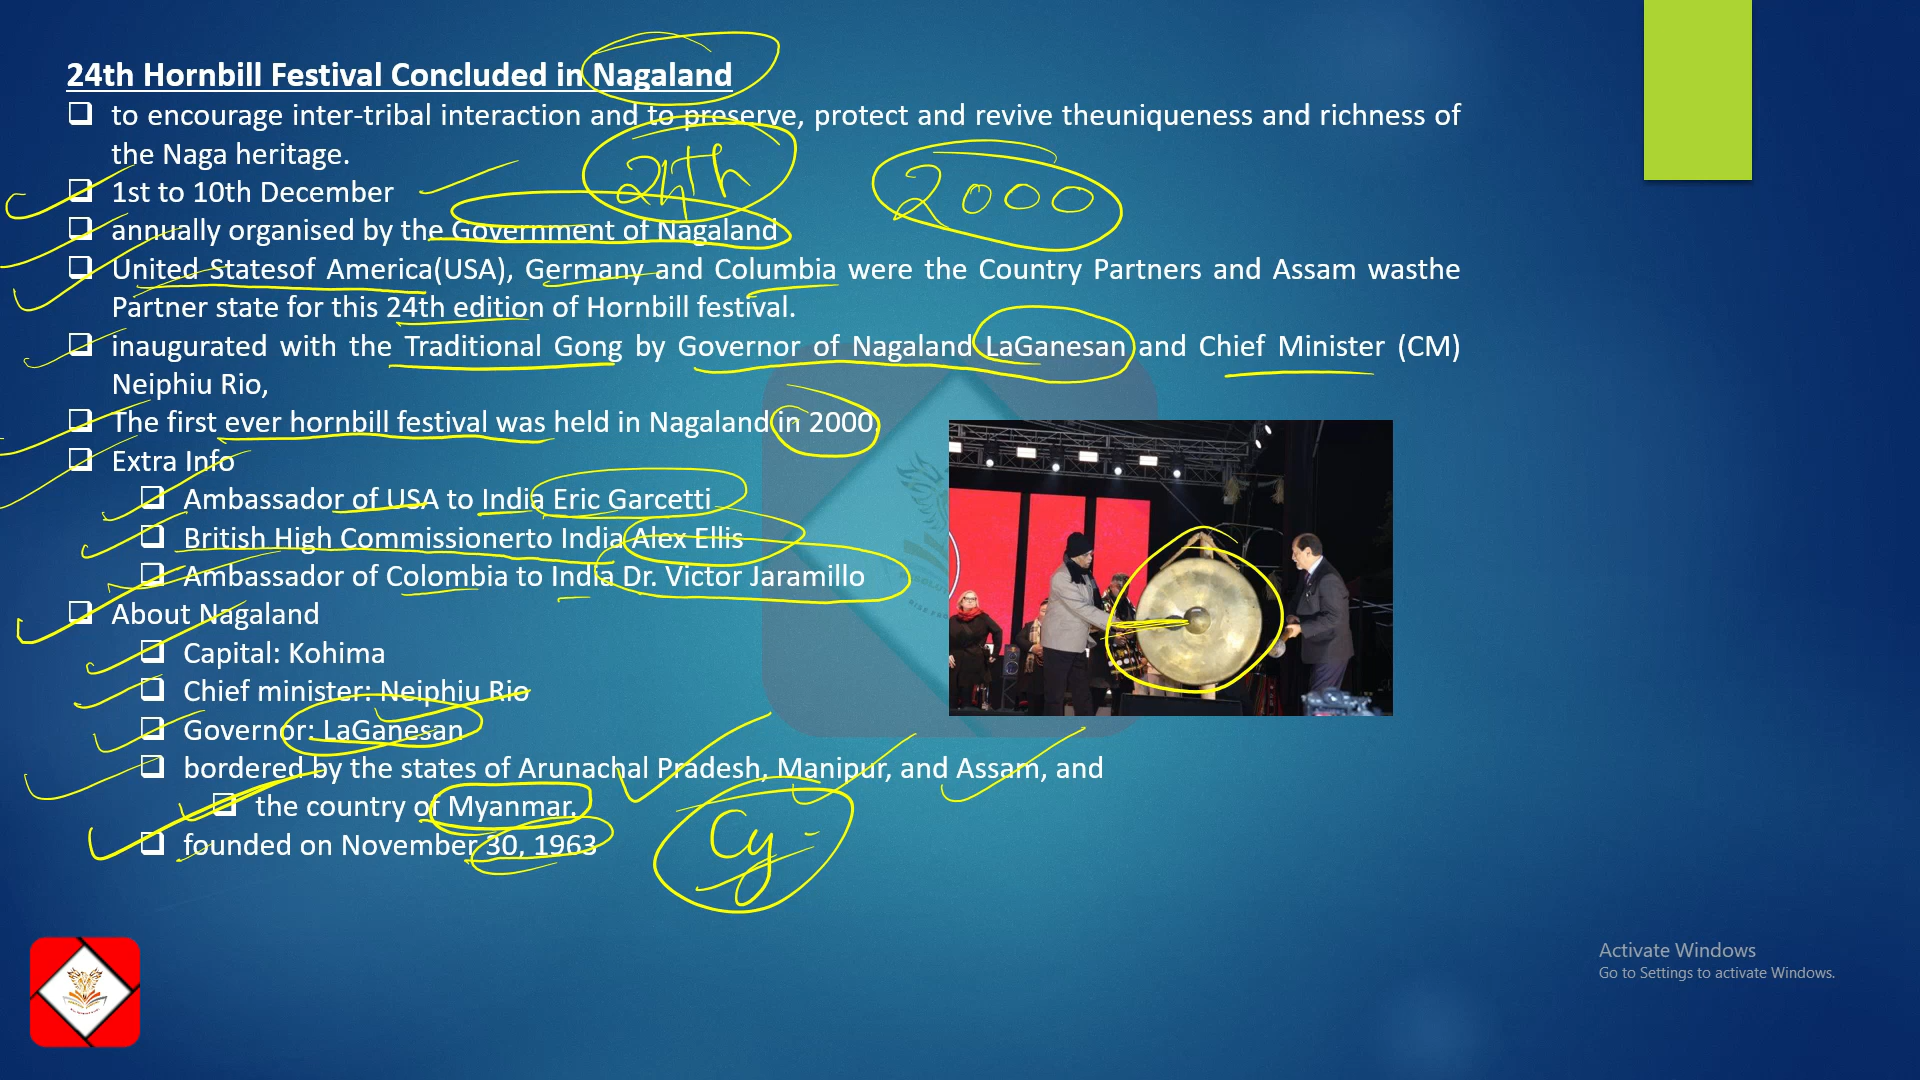 24th Hornbill Festival Concluded in Nagaland
to encourage inter-tribal interaction and to preserve, protect and revive theuniqueness and richness of
the Naga heritage.
24th
2000
1st to 10th December
annually organised by the Government of Nagaland
United Statesof America(USA), Germany and Columbia were the Country Partners and Assam wasthe
Partner state for this 24th edition of Hornbill festival.
inaugurated with the Traditional Gong by Governor of Nagaland LaGanesan and Chief Minister (CM)
Neiphiu Rio,
The first ever hornbill festival was held in Nagaland in 2000.
Extra Info
Ambassador of USA to India Eric Garcetti
British High Commissionerto India Alex Ellis
Ambassador of Colombia to India Dr. Victor Jaramillo
About Nagaland
Capital: Kohima
Chief minister: Neiphiu Rio
Governor: LaGanesan
bordered by the states of Arunachal Pradesh, Manipur, and Assam, and
the country of Myanmar.
founded on November 30, 1963
Cy
Activate Windows
Go to Settings to activate Windows.